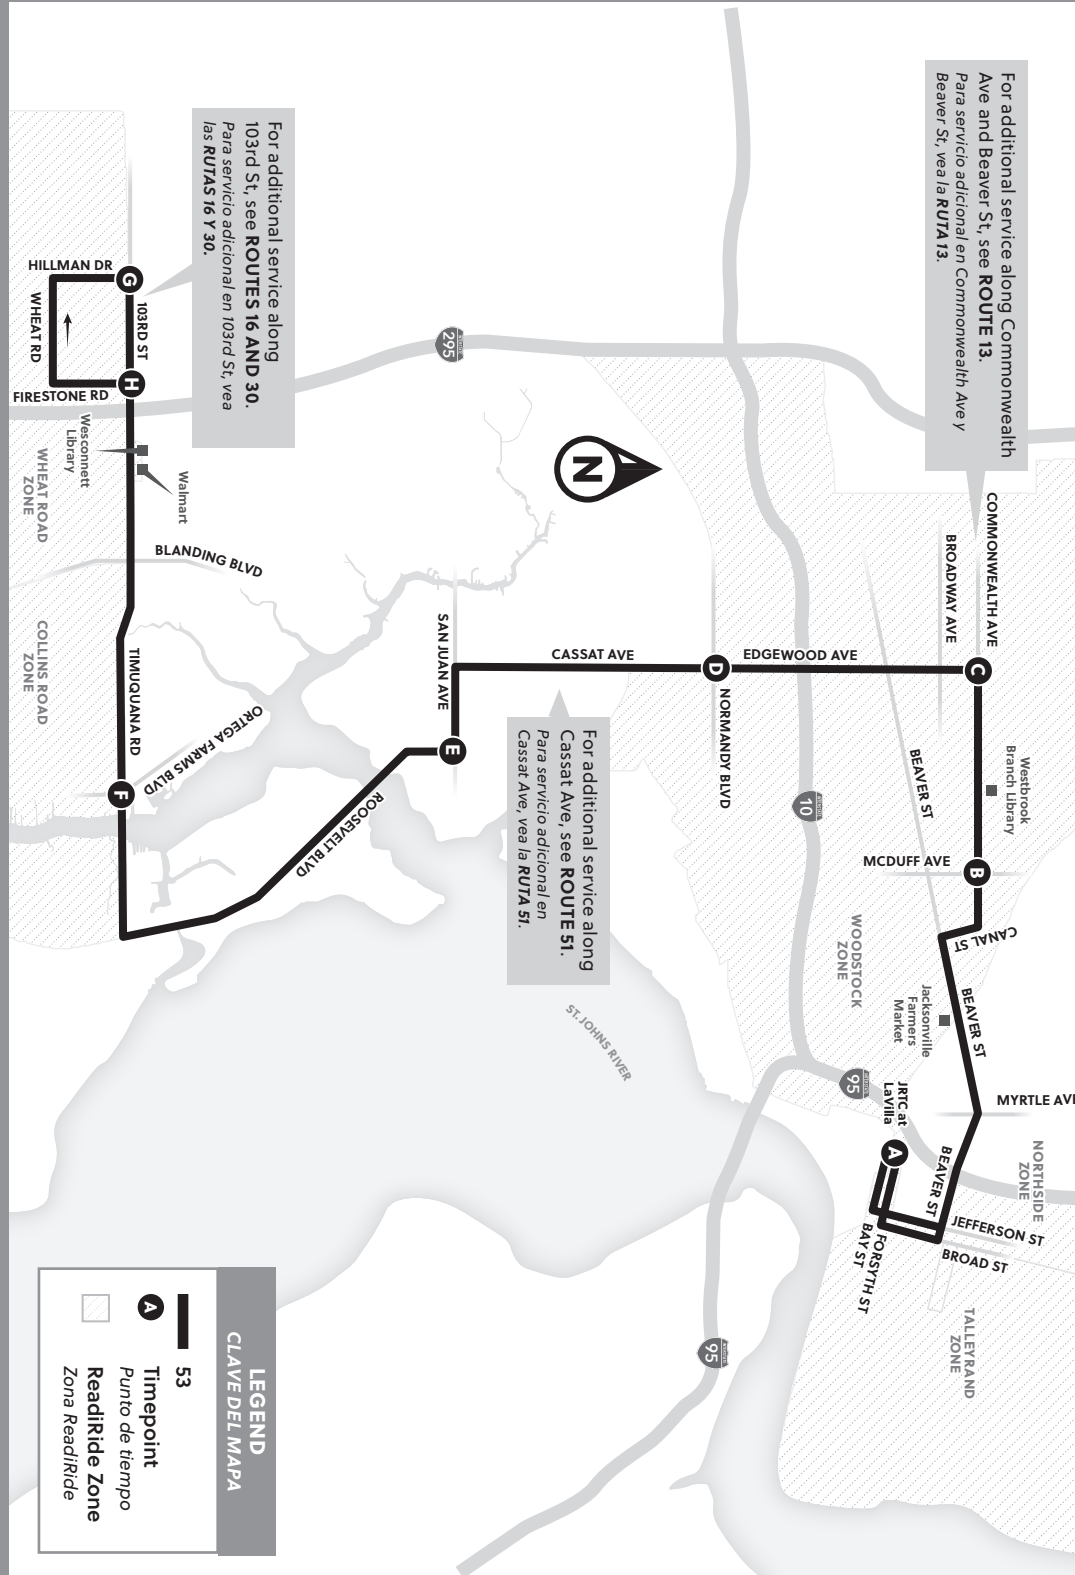 For additional service along Commonwealth
Ave and Beaver St, see ROUTE 13.
Para servicio adicional en Commonwealth Ave y
Beaver St, vea la RUTA 13.
For additional service along
103rd St, see ROUTES 16 AND 30.
Para servicio adicional en 103rd St, vea
las RUTAS 16 Y 30.
For additional service along
Cassat Ave, see ROUTE 51.
Para servicio adicional en
Cassat Ave, vea la RUTA 51.
COMMONWEALTH AVE
BROADWAY AVE
C
EDGEWOOD AVE
Westbrook
Branch Library
BEAVER ST
MCDUFF AVE
B
CANAL ST
WOODSTOCK
ZONE
BEAVER ST
Jacksonville
Farmers
Market
MYRTLE AVE
JRTC at
LaVilla
A
BEAVER ST
NORTHSIDE
ZONE
JEFFERSON ST
BROAD ST
FORSYTH ST
BAY ST
TALLEYRAND
ZONE
295
10
95
95
N
D
NORMANDY BLVD
CASSAT AVE
SAN JUAN AVE
E
ROOSEVELT BLVD
ST. JOHNS RIVER
HILLMAN DR
G
103RD ST
WHEAT RD
H
FIRESTONE RD
Wesconnett
Library
Walmart
WHEAT ROAD
ZONE
BLANDING BLVD
COLLINS ROAD
ZONE
TIMUQUANA RD
ORTEGA FARMS BLVD
F
LEGEND
CLAVE DEL MAPA
53
A
Timepoint
Punto de tiempo
ReadiRide Zone
Zona ReadiRide